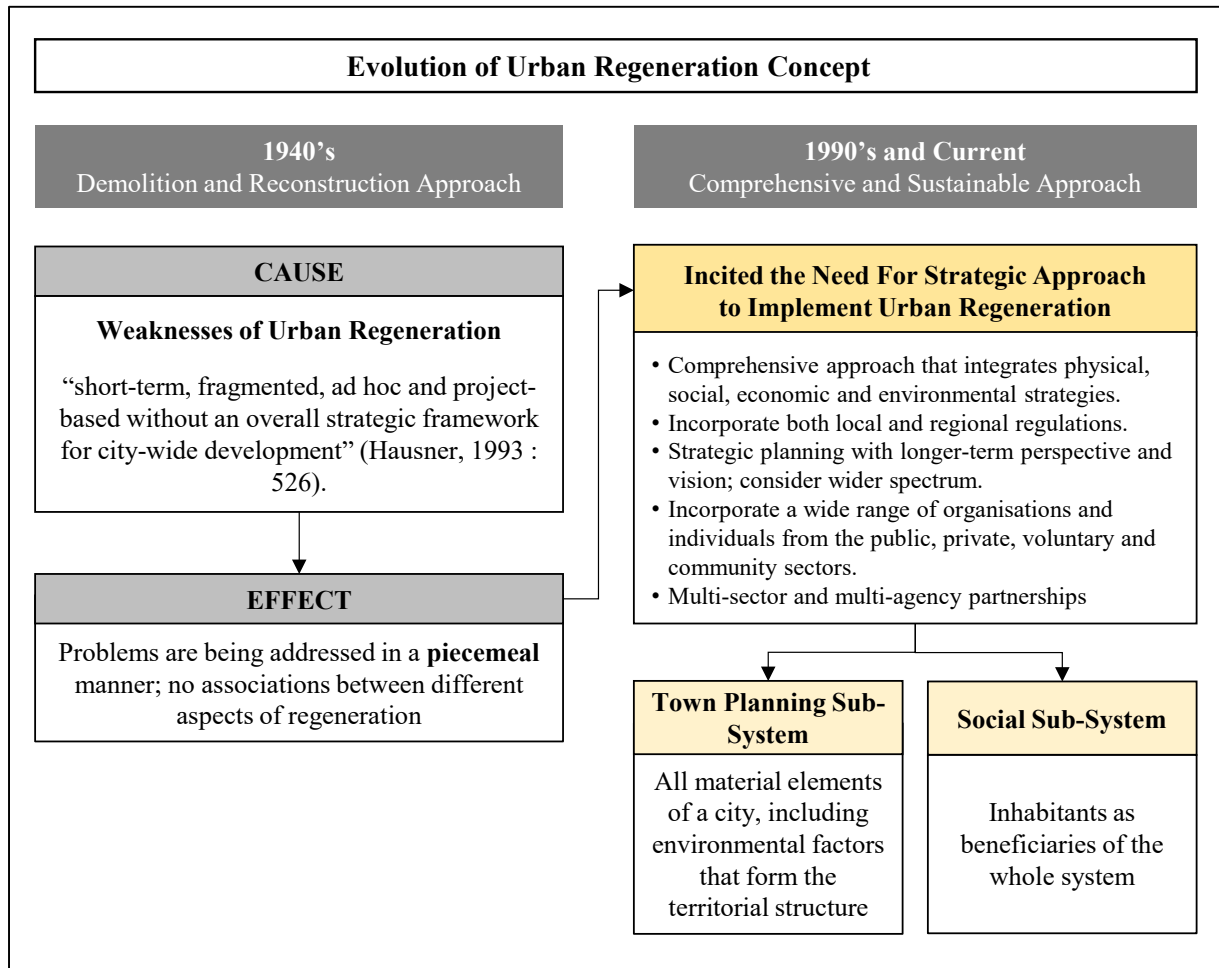 Evolution of Urban Regeneration Concept
1940’s
Demolition and Reconstruction Approach
CAUSE
Weaknesses of Urban Regeneration
“short-term, fragmented, ad hoc and project-
based without an overall strategic framework
for city-wide development” (Hausner, 1993 :
526).
EFFECT
Problems are being addressed in a piecemeal
manner; no associations between different
aspects of regeneration
1990’s and Current
Comprehensive and Sustainable Approach
Incited the Need For Strategic Approach
to Implement Urban Regeneration
• Comprehensive approach that integrates physical,
social, economic and environmental strategies.
• Incorporate both local and regional regulations.
• Strategic planning with longer-term perspective and
vision; consider wider spectrum.
• Incorporate a wide range of organisations and
individuals from the public, private, voluntary and
community sectors.
• Multi-sector and multi-agency partnerships
Town Planning Sub-
System
All material elements
of a city, including
environmental factors
that form the
territorial structure
Social Sub-System
Inhabitants as
beneficiaries of the
whole system